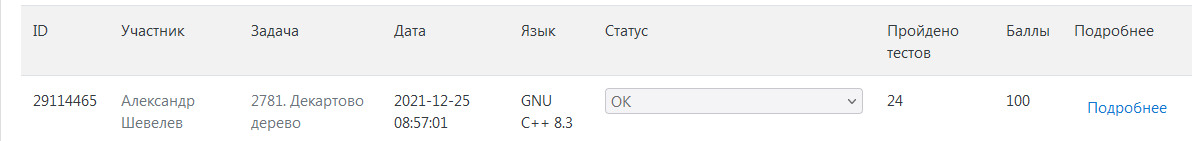 ID Участник Задача Дата Язык Статус Пройдено тестов Баллы Подробнее
29114465 Александр Шевелев 2781. Декартово дерево 2021-12-25 08:57:01 GNU C++ 8.3 OK 24 100 Подробнее